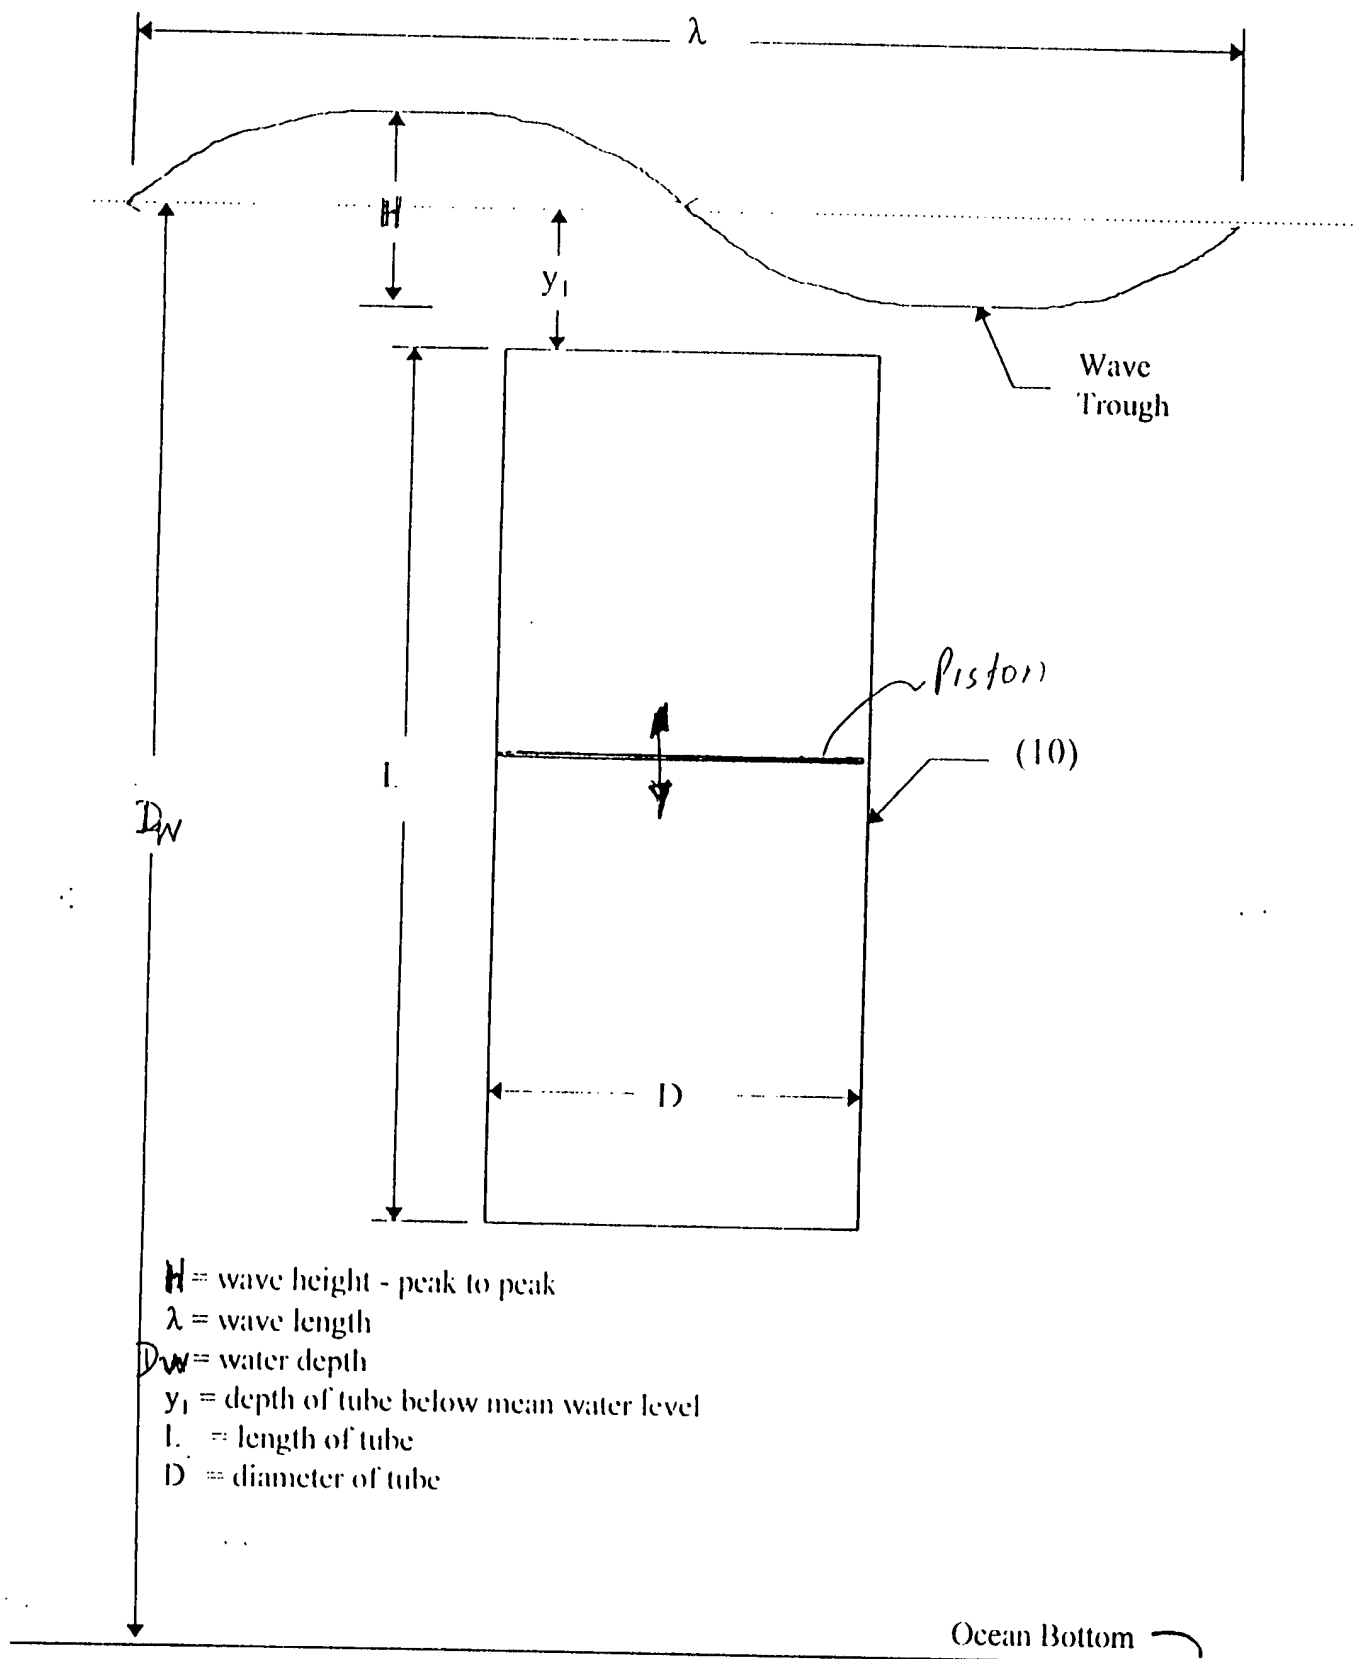 λ
H
y₁
Wave
Trough
Piston
(10)
L
D_W
D
H = wave height - peak to peak
λ = wave length
D_W = water depth
y₁ = depth of tube below mean water level
L = length of tube
D = diameter of tube
Ocean Bottom